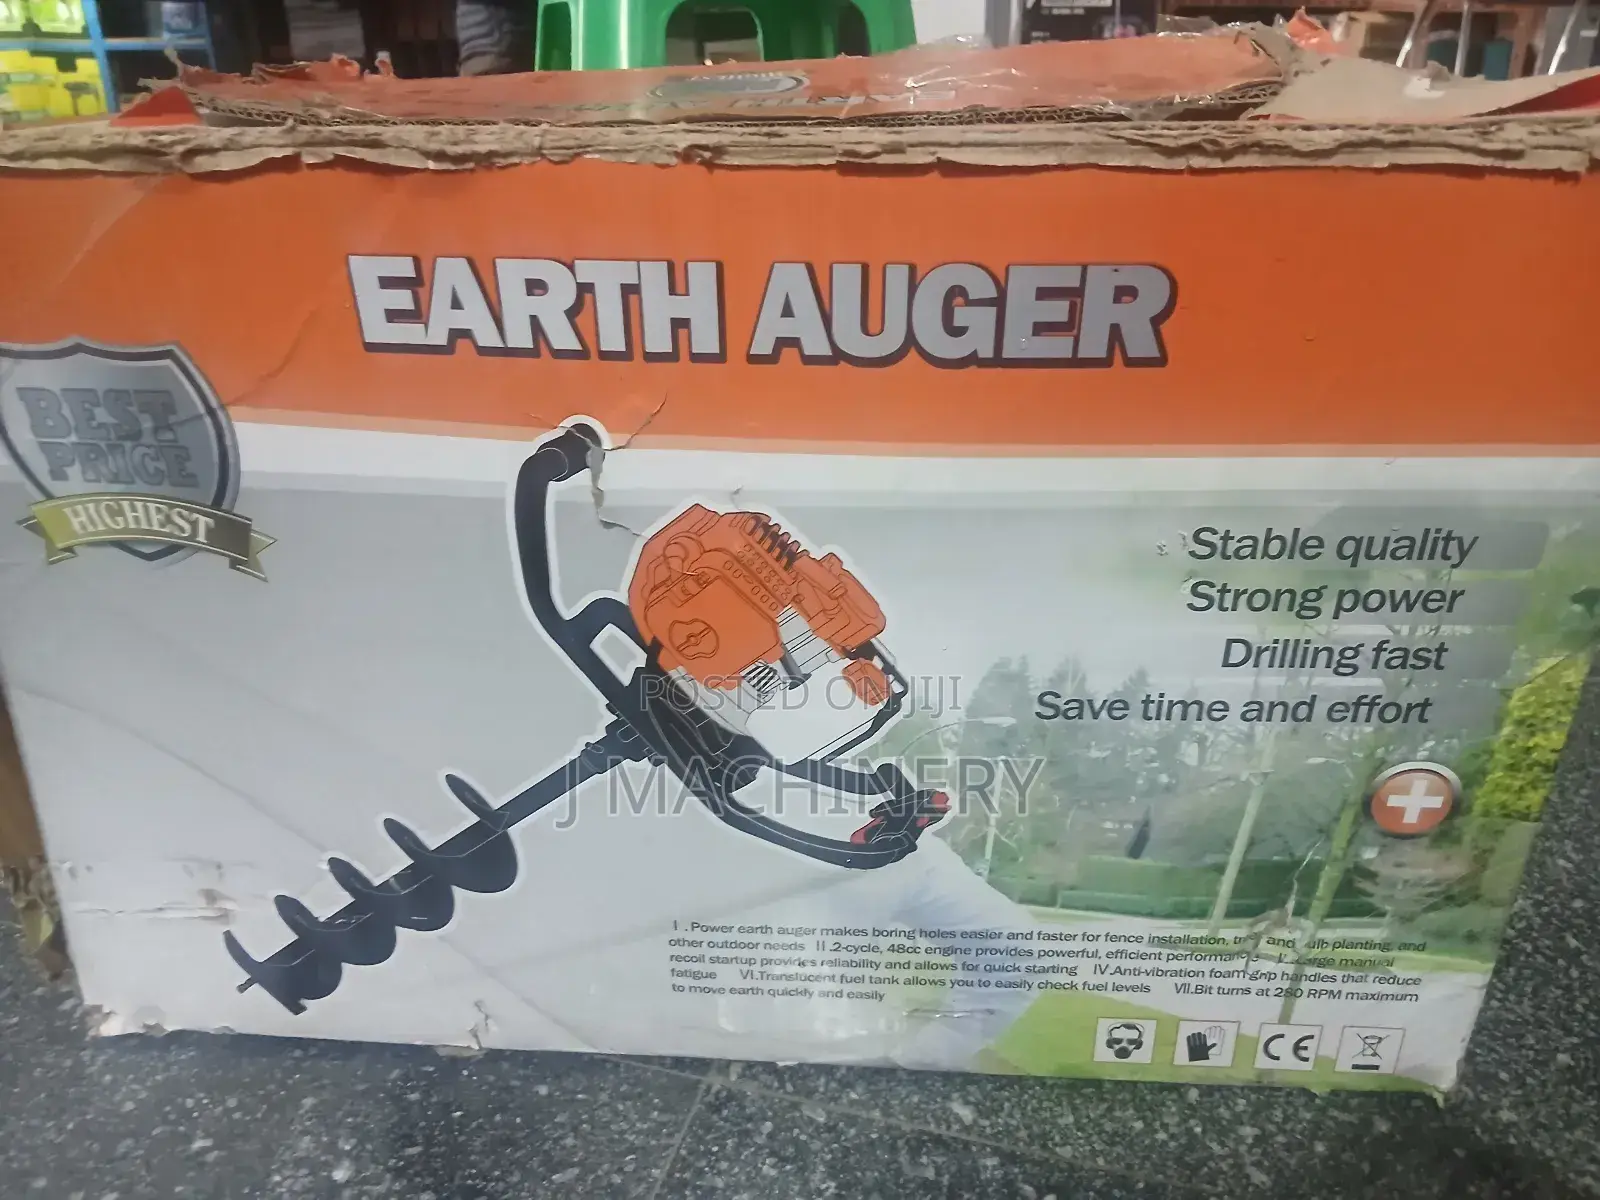 EARTH AUGER
BEST
PRICE
HIGHEST
Stable quality
Strong power
Drilling fast
Save time and effort
POSTED ON JIJI
J MACHINERY
I .Power earth auger makes boring holes easier and faster for fence installation, and planting, and
other outdoor needs II.2-cycle, 48cc engine provides powerful, efficient manual
recoil startup provides reliability and allows for quick starting IV.Anti-vibration foam grip handles that reduce
fatigue VI.Translucent fuel tank allows you to easily check fuel levels VII.Bit turns at 280 RPM maximum
to move earth quickly and easily
CE